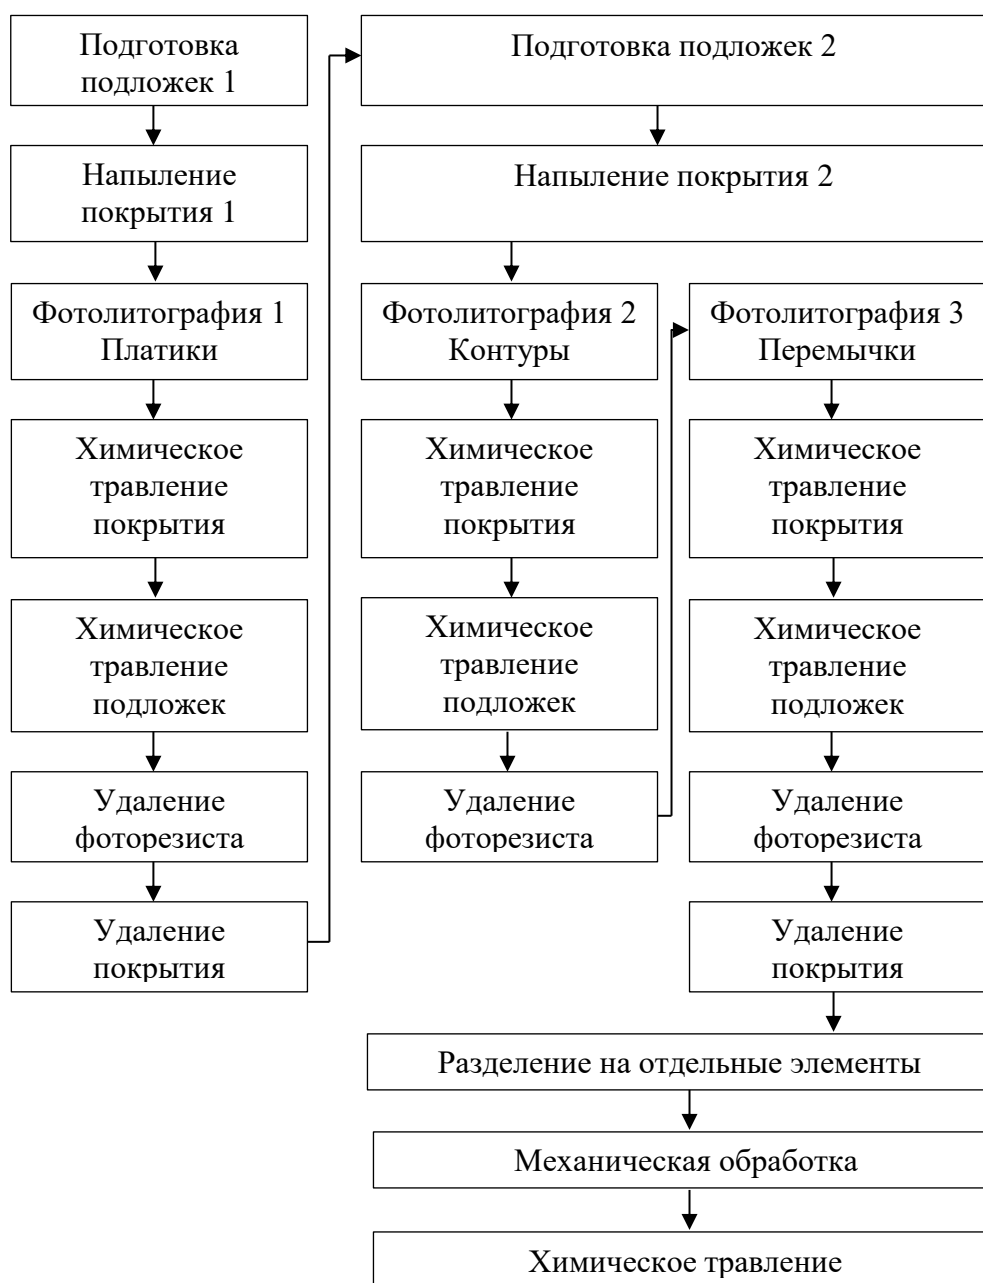 Подготовка
подложек 1
Напыление
покрытия 1
Фотолитография 1
Платики
Химическое
травление
покрытия
Химическое
травление
подложек
Удаление
фоторезиста
Удаление
покрытия
Подготовка подложек 2
Напыление покрытия 2
Фотолитография 2
Контуры
Химическое
травление
покрытия
Химическое
травление
подложек
Удаление
фоторезиста
Фотолитография 3
Перемычки
Химическое
травление
покрытия
Химическое
травление
подложек
Удаление
фоторезиста
Удаление
покрытия
Разделение на отдельные элементы
Механическая обработка
Химическое травление